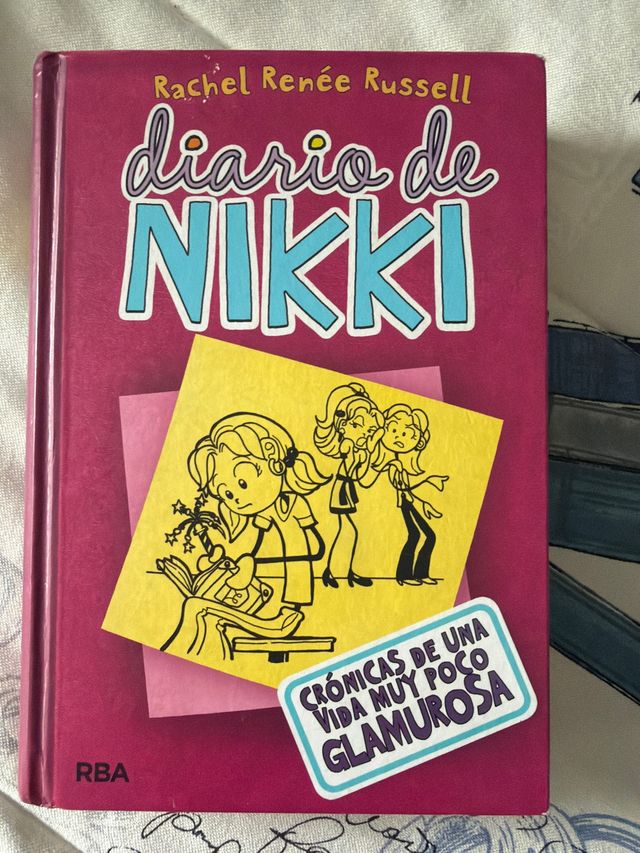 Rachel Renée Russell
diario de
NIKKI
CRÓNICAS DE UNA
VIDA MUY POCO
GLAMUROSA
RBA